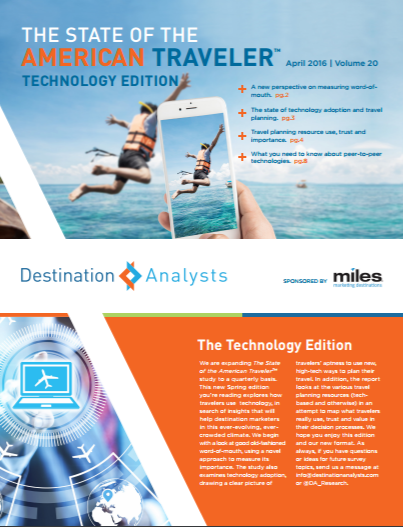 THE STATE OF THE
AMERICAN TRAVELER™
April 2016 | Volume 20
TECHNOLOGY EDITION
+ A new perspective on measuring word-of-
mouth. pg.2
+ The state of technology adoption and travel
planning. pg.3
+ Travel planning resource use, trust and
importance. pg.4
+ What you need to know about peer-to-peer
technologies. pg.8
Destination Analysts
SPONSORED BY miles
marketing destinations
The Technology Edition
We are expanding The State
of the American Traveler™
study to a quarterly basis.
This new Spring edition
you're reading explores how
travelers use technology, in
search of insights that will
help destination marketers
in this ever-evolving, ever-
crowded climate. We begin
with a look at good old-fashioned
word-of-mouth, using a novel
approach to measure its
importance. The study also
examines technology adoption,
drawing a clear picture of
travelers' aptness to use new,
high-tech ways to plan their
travel. In addition, the report
looks at the various travel
planning resources (tech-
based and otherwise) in an
attempt to map what travelers
really use, trust and value in
their decision processes. We
hope you enjoy this edition
and our new format. As
always, if you have questions
or ideas for future survey
topics, send us a message at
info@destinationanalysts.com
or @DA_Research.